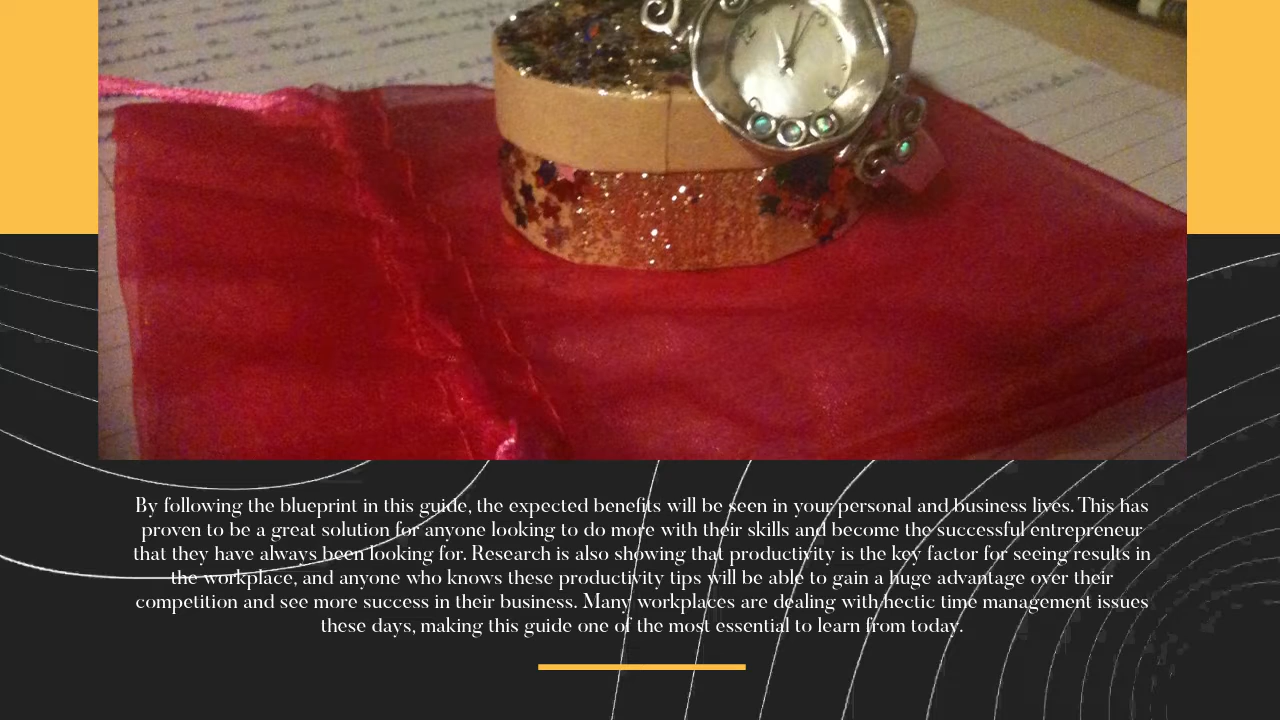 By following the blueprint in this guide, the expected benefits will be seen in your personal and business lives. This has
proven to be a great solution for anyone looking to do more with their skills and become the successful entrepreneur
that they have always been looking for. Research is also showing that productivity is the key factor for seeing results in
the workplace, and anyone who knows these productivity tips will be able to gain a huge advantage over their
competition and see more success in their business. Many workplaces are dealing with hectic time management issues
these days, making this guide one of the most essential to learn from today.